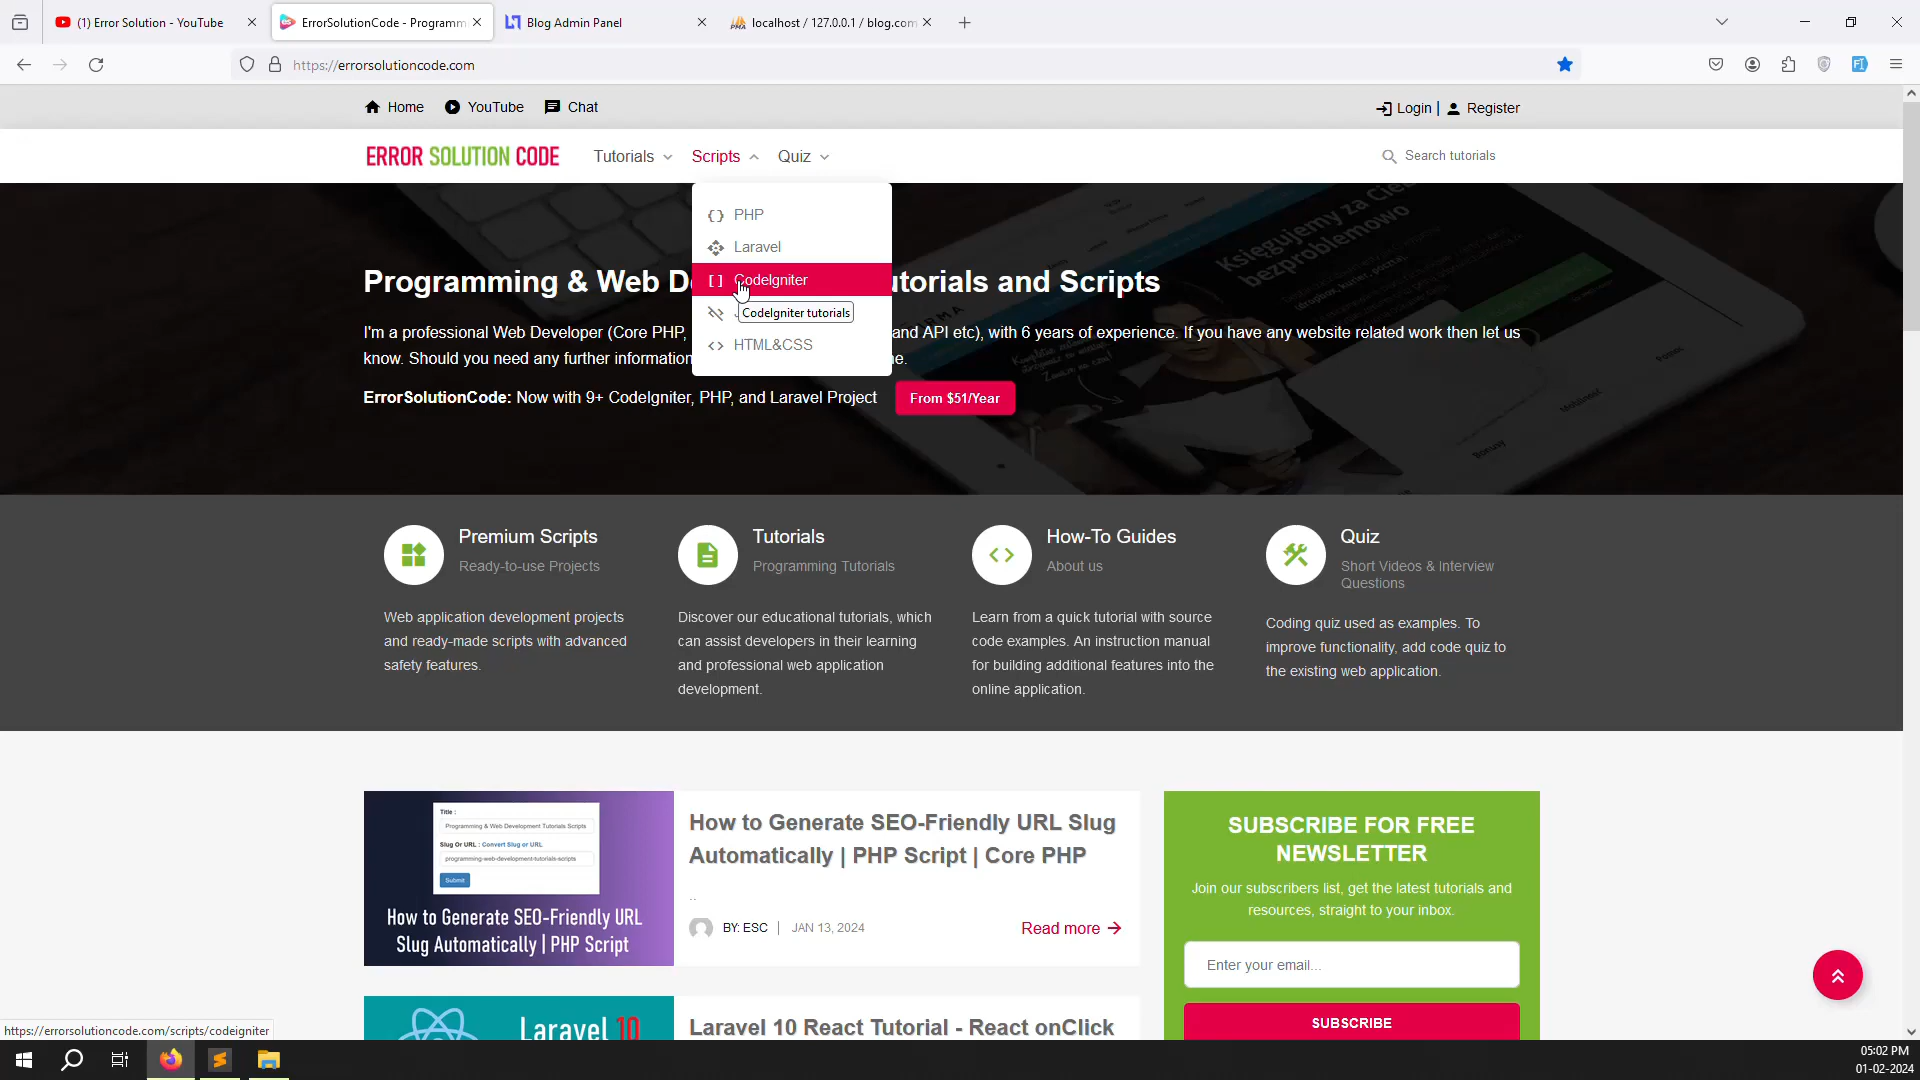 (1) Error Solution - YouTube
ErrorSolutionCode - Programm
Blog Admin Panel
localhost / 127.0.0.1 / blog.com
https://errorsolutioncode.com
Home
YouTube
Chat
Login |
Register
ERROR SOLUTION CODE
Tutorials
Scripts
Quiz
Search tutorials
PHP
Laravel
CodeIgniter
CodeIgniter tutorials
HTML&CSS
Programming & Web D
utorials and Scripts
I'm a professional Web Developer (Core PHP,
and API etc), with 6 years of experience. If you have any website related work then let us
know. Should you need any further information
e.
ErrorSolutionCode: Now with 9+ CodeIgniter, PHP, and Laravel Project
From $51/Year
Premium Scripts
Ready-to-use Projects
Web application development projects
and ready-made scripts with advanced
safety features.
Tutorials
Programming Tutorials
Discover our educational tutorials, which
can assist developers in their learning
and professional web application
development.
How-To Guides
About us
Learn from a quick tutorial with source
code examples. An instruction manual
for building additional features into the
online application.
Quiz
Short Videos & Interview
Questions
Coding quiz used as examples. To
improve functionality, add code quiz to
the existing web application.
Title :
Programming & Web Development Tutorials Scripts
Slug Or URL : Convert Slug or URL
programming-web-development-tutorials-scripts
Submit
How to Generate SEO-Friendly URL
Slug Automatically | PHP Script
How to Generate SEO-Friendly URL Slug
Automatically | PHP Script | Core PHP
..
BY: ESC | JAN 13, 2024
Read more
Laravel 10
Laravel 10 React Tutorial - React onClick
SUBSCRIBE FOR FREE
NEWSLETTER
Join our subscribers list, get the latest tutorials and
resources, straight to your inbox.
Enter your email...
SUBSCRIBE
https://errorsolutioncode.com/scripts/codeigniter
05:02 PM
01-02-2024